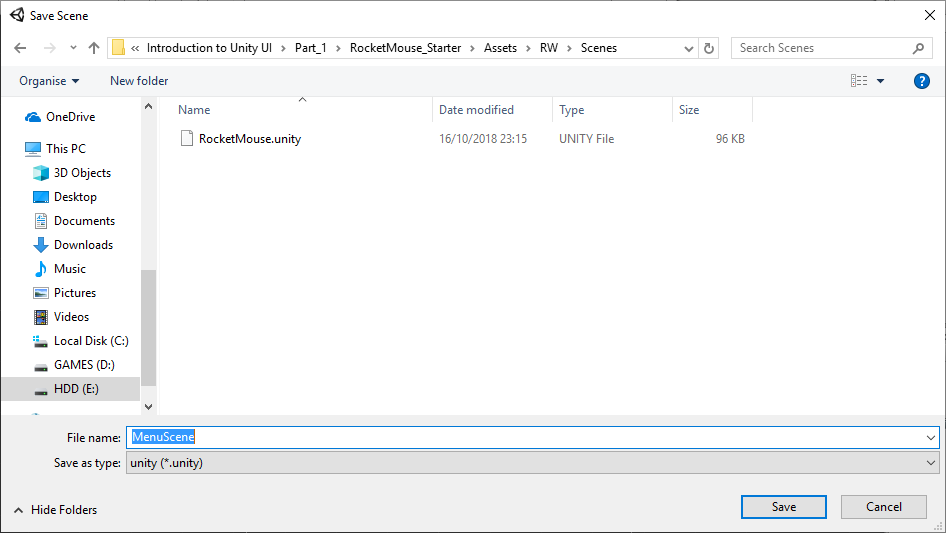 Save Scene
« Introduction to Unity UI > Part_1 > RocketMouse_Starter > Assets > RW > Scenes
Search Scenes
Organise
New folder
?
Name
Date modified
Type
Size
RocketMouse.unity
16/10/2018 23:15
UNITY File
96 KB
OneDrive
This PC
3D Objects
Desktop
Documents
Downloads
Music
Pictures
Videos
Local Disk (C:)
GAMES (D:)
HDD (E:)
File name:
MenuScene
Save as type:
unity (*.unity)
Hide Folders
Save
Cancel